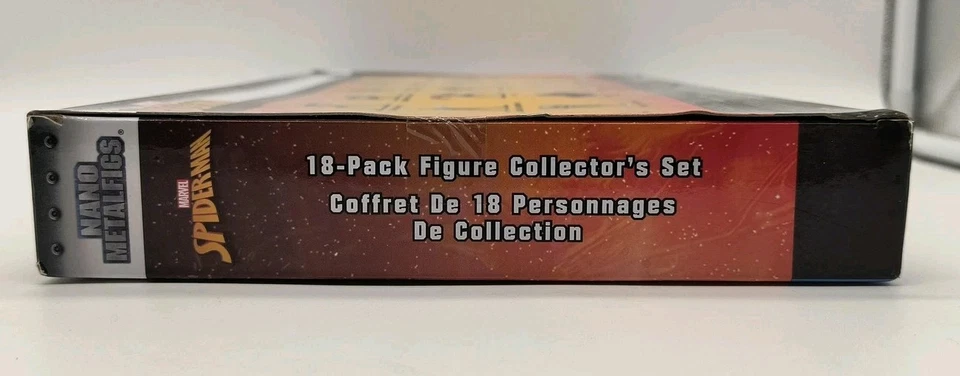 NANO
METALFIGS®
MARVEL
SPIDER-MAN
18-Pack Figure Collector's Set
Coffret De 18 Personnages
De Collection